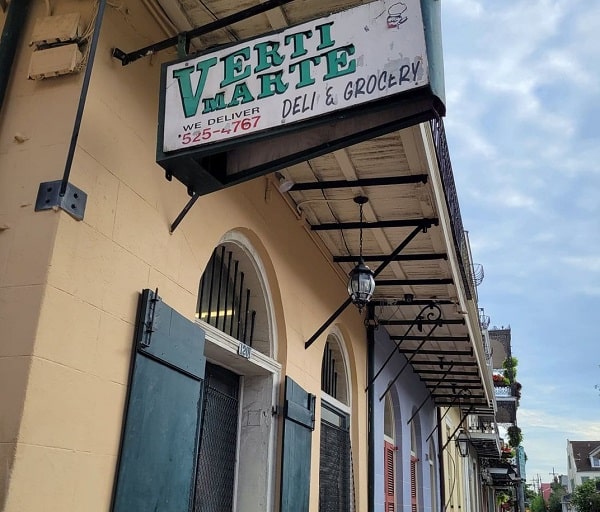 VERTI
MARTE
DELI & GROCERY
WE DELIVER
525-4767